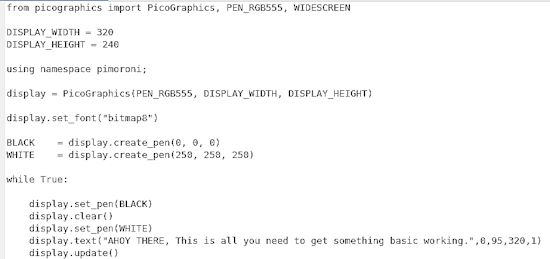 from picographics import PicoGraphics, PEN_RGB555, WIDESCREEN

DISPLAY_WIDTH = 320
DISPLAY_HEIGHT = 240

using namespace pimoroni;

display = PicoGraphics(PEN_RGB555, DISPLAY_WIDTH, DISPLAY_HEIGHT)

display.set_font("bitmap8")

BLACK    = display.create_pen(0, 0, 0)
WHITE    = display.create_pen(250, 250, 250)

while True:

    display.set_pen(BLACK)
    display.clear()
    display.set_pen(WHITE)
    display.text("AHOY THERE, This is all you need to get something basic working.",0,95,320,1)
    display.update()